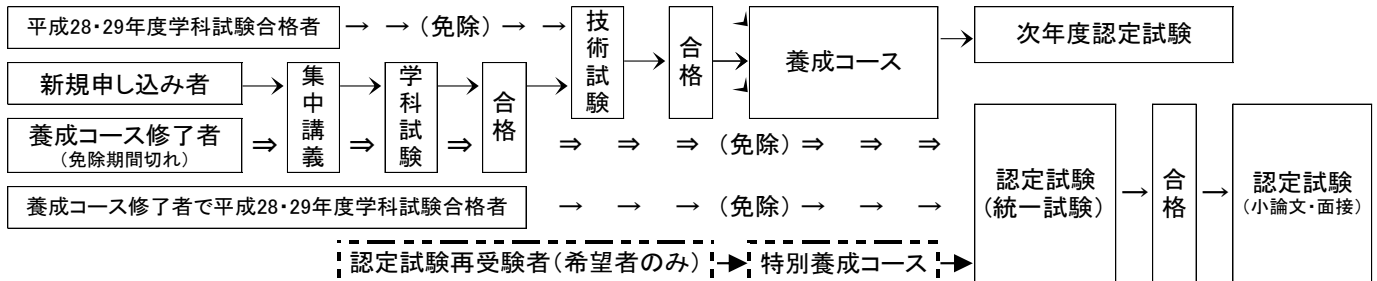 平成28・29年度学科試験合格者 → → (免除) → → 技術試験 合格 養成コース → 次年度認定試験
新規申し込み者 → 集中講義 → 学科試験 → 合格 →
養成コース修了者 ⇒ ⇒ ⇒ ⇒ ⇒ ⇒ (免除) ⇒ ⇒ ⇒
(免除期間切れ)
認定試験 → 合格 → 認定試験
(統一試験) (小論文・面接)
養成コース修了者で平成28・29年度学科試験合格者 → → → (免除) → → →
認定試験再受験者(希望者のみ) 特別養成コース